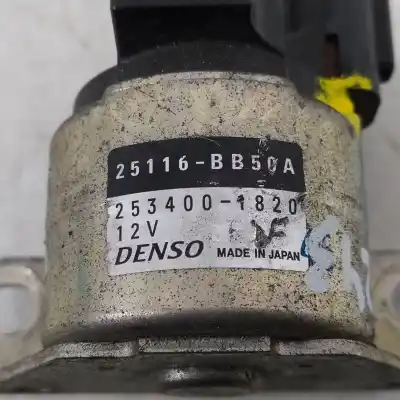 25116-BB50A
253400-1820
12V
DENSO MADE IN JAPAN